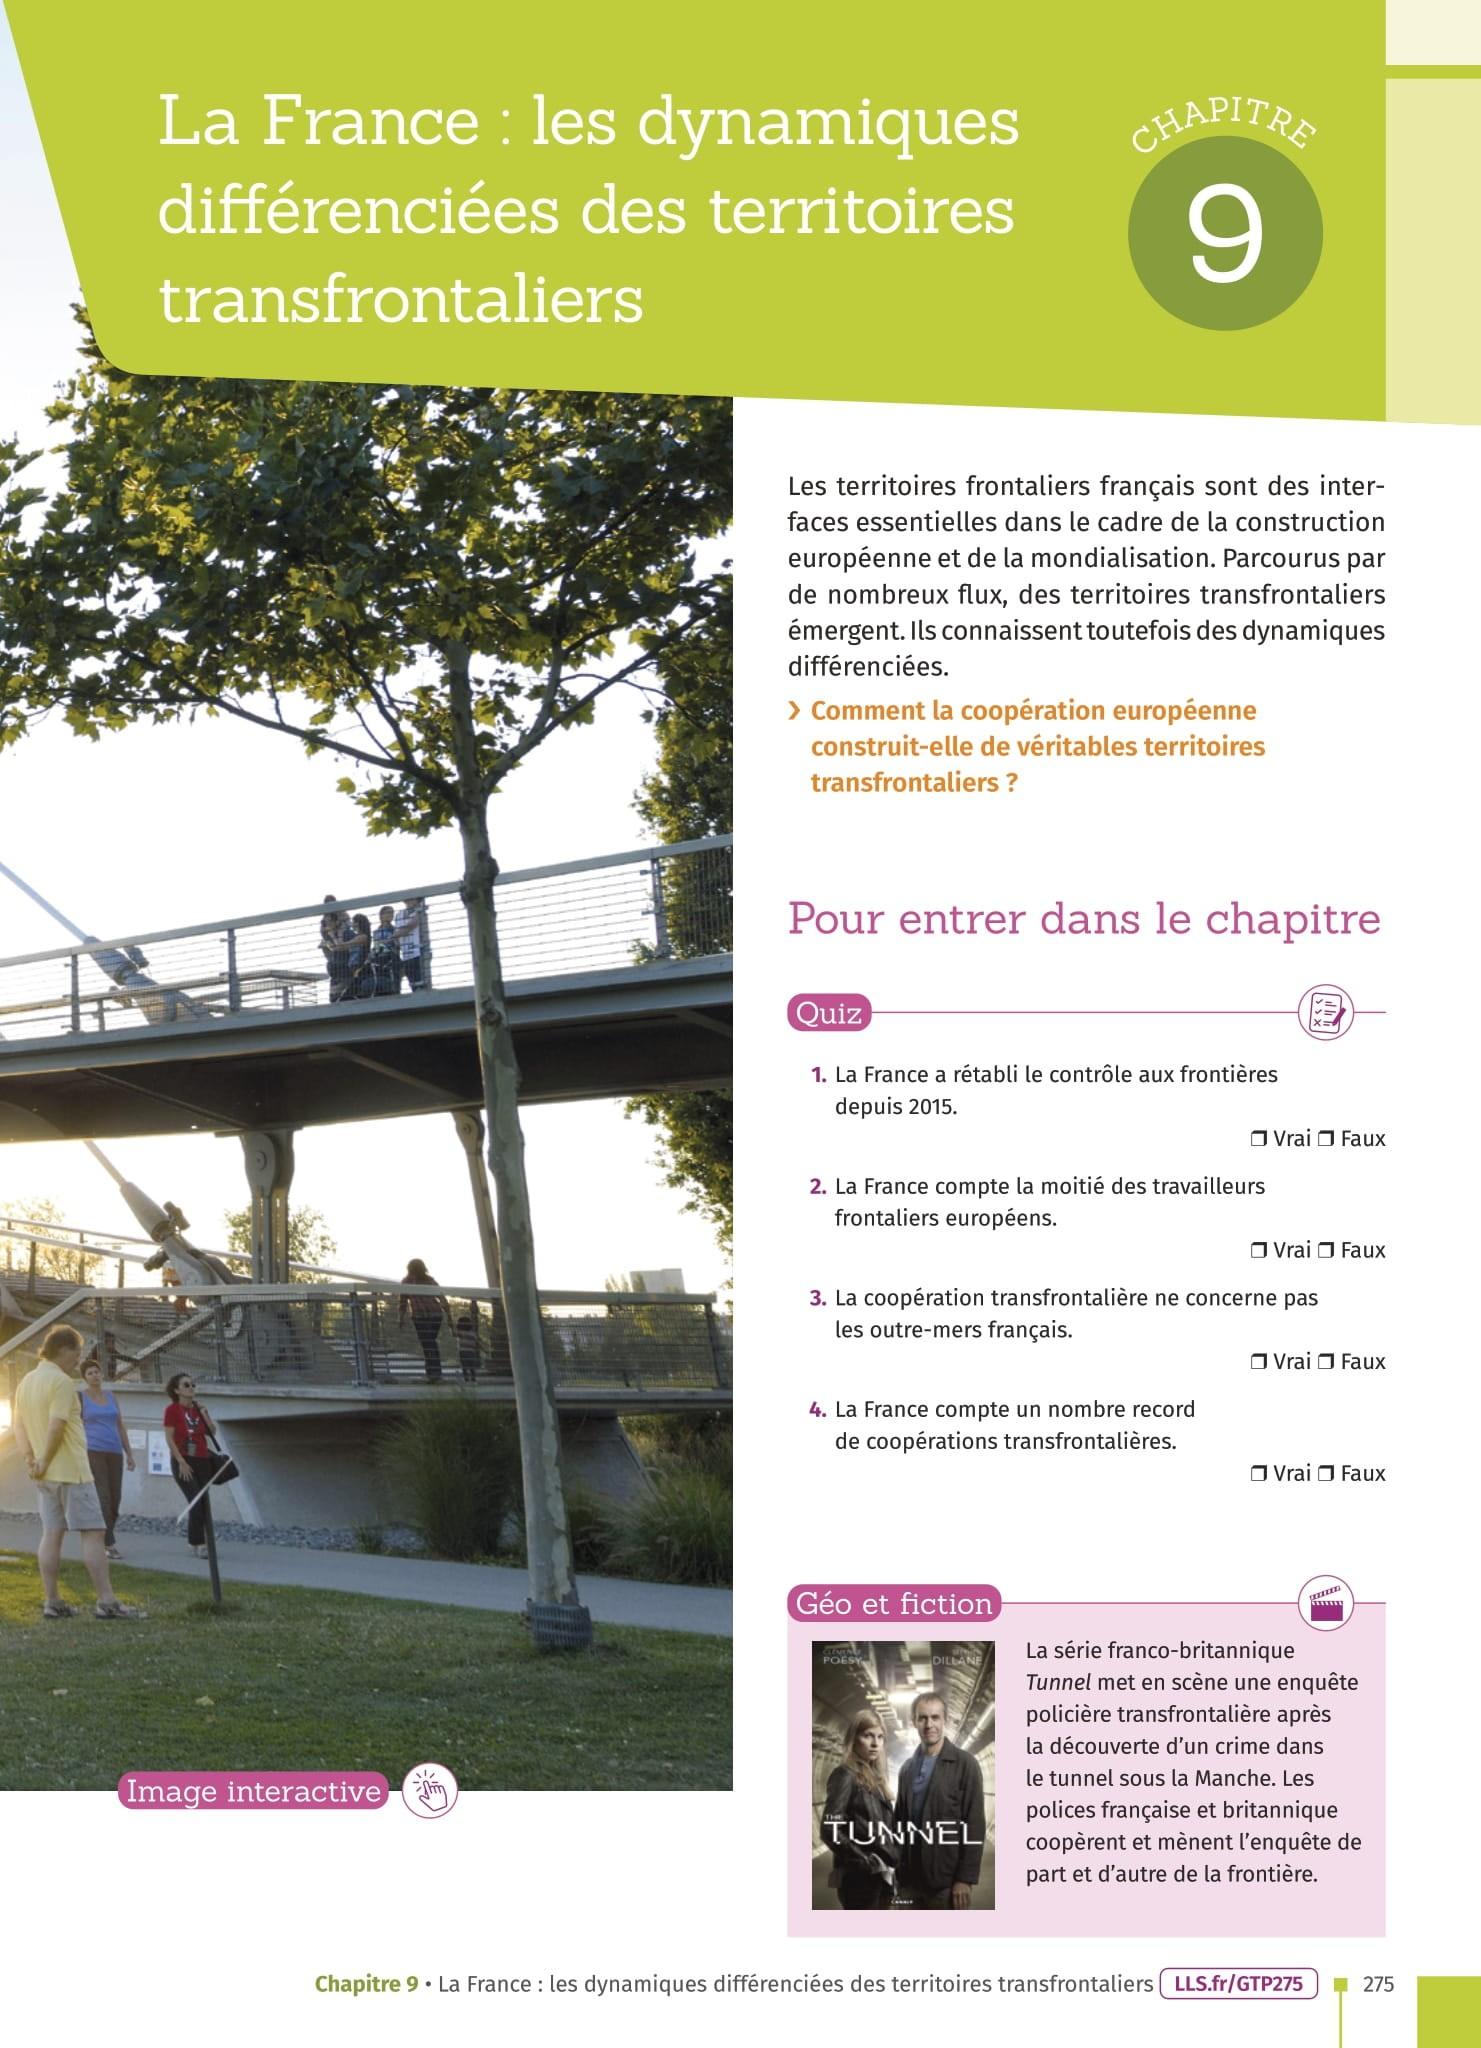 La France : les dynamiques
différenciées des territoires
transfrontaliers
CHAPITRE
9
Les territoires frontaliers français sont des inter-
faces essentielles dans le cadre de la construction
européenne et de la mondialisation. Parcourus par
de nombreux flux, des territoires transfrontaliers
émergent. Ils connaissent toutefois des dynamiques
différenciées.
› Comment la coopération européenne
construit-elle de véritables territoires
transfrontaliers ?
Pour entrer dans le chapitre
Quiz
1. La France a rétabli le contrôle aux frontières
depuis 2015.
❒ Vrai ❒ Faux
2. La France compte la moitié des travailleurs
frontaliers européens.
❒ Vrai ❒ Faux
3. La coopération transfrontalière ne concerne pas
les outre-mers français.
❒ Vrai ❒ Faux
4. La France compte un nombre record
de coopérations transfrontalières.
❒ Vrai ❒ Faux
Géo et fiction
POÉSY
DILLANE
THE
TUNNEL
La série franco-britannique
Tunnel met en scène une enquête
policière transfrontalière après
la découverte d'un crime dans
le tunnel sous la Manche. Les
polices française et britannique
coopèrent et mènent l'enquête de
part et d'autre de la frontière.
Image interactive
Chapitre 9 • La France : les dynamiques différenciées des territoires transfrontaliers LLS.fr/GTP275 275